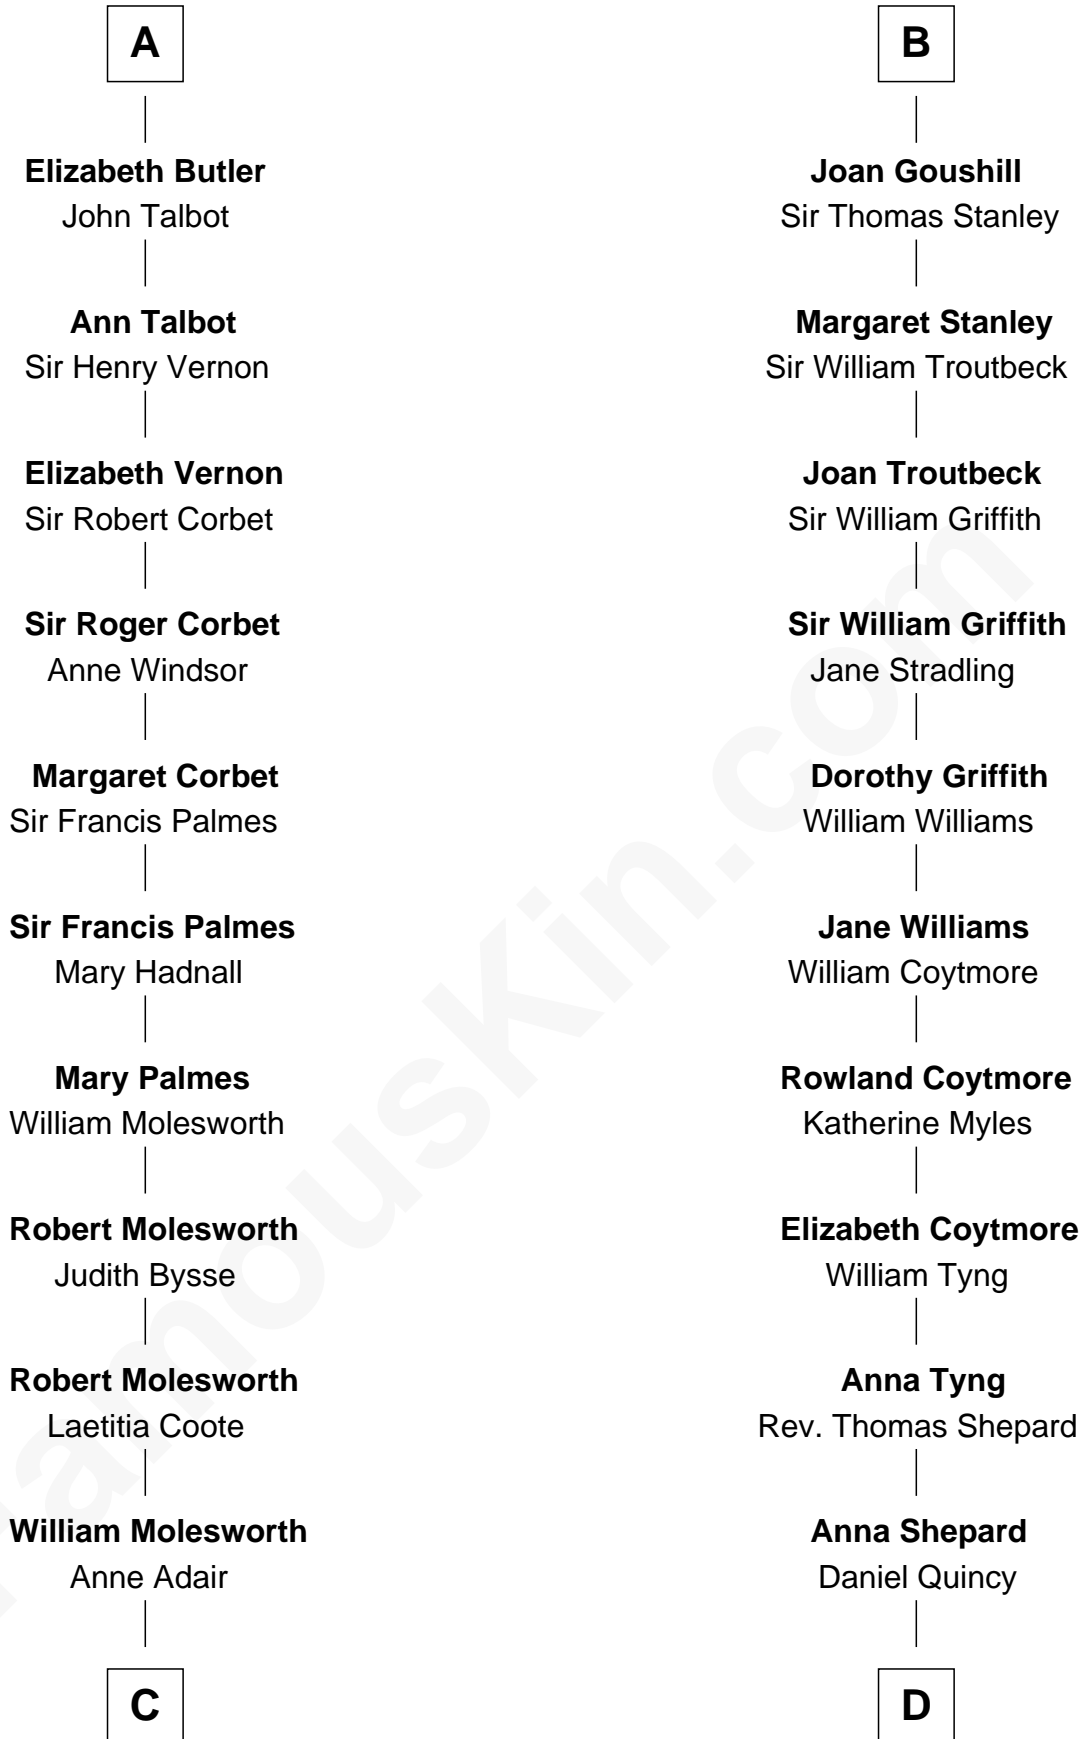 A
Elizabeth Butler
John Talbot
Ann Talbot
Sir Henry Vernon
Elizabeth Vernon
Sir Robert Corbet
Sir Roger Corbet
Anne Windsor
Margaret Corbet
Sir Francis Palmes
Sir Francis Palmes
Mary Hadnall
Mary Palmes
William Molesworth
Robert Molesworth
Judith Bysse
Robert Molesworth
Laetitia Coote
William Molesworth
Anne Adair
C
B
Joan Goushill
Sir Thomas Stanley
Margaret Stanley
Sir William Troutbeck
Joan Troutbeck
Sir William Griffith
Sir William Griffith
Jane Stradling
Dorothy Griffith
William Williams
Jane Williams
William Coytmore
Rowland Coytmore
Katherine Myles
Elizabeth Coytmore
William Tyng
Anna Tyng
Rev. Thomas Shepard
Anna Shepard
Daniel Quincy
D
FamousKin.com